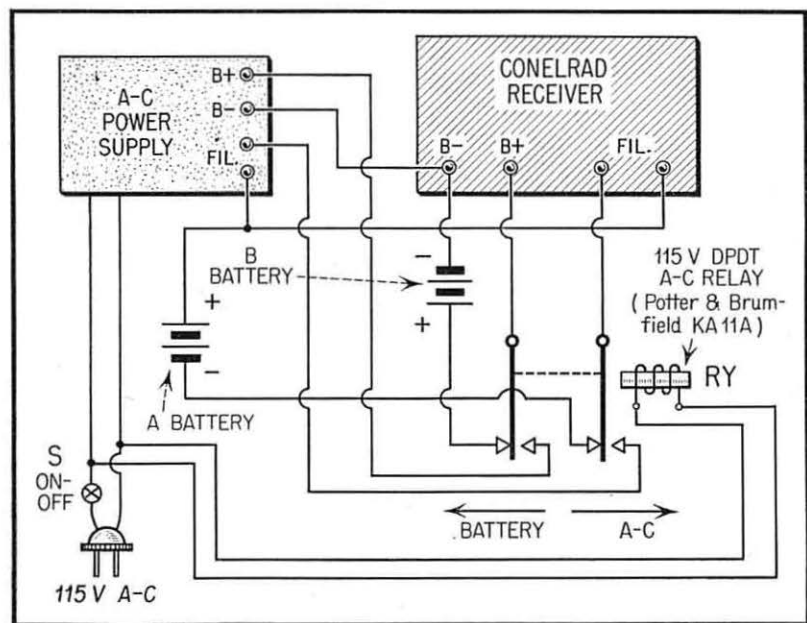 A-C
POWER
SUPPLY
B+
B-
FIL.
CONELRAD
RECEIVER
B-
B+
FIL.
B
BATTERY
-
+
115 V DPDT
A-C RELAY
(Potter & Brum-
field KA11A)
RY
+
-
A BATTERY
S
ON-
OFF
BATTERY
A-C
115 V A-C